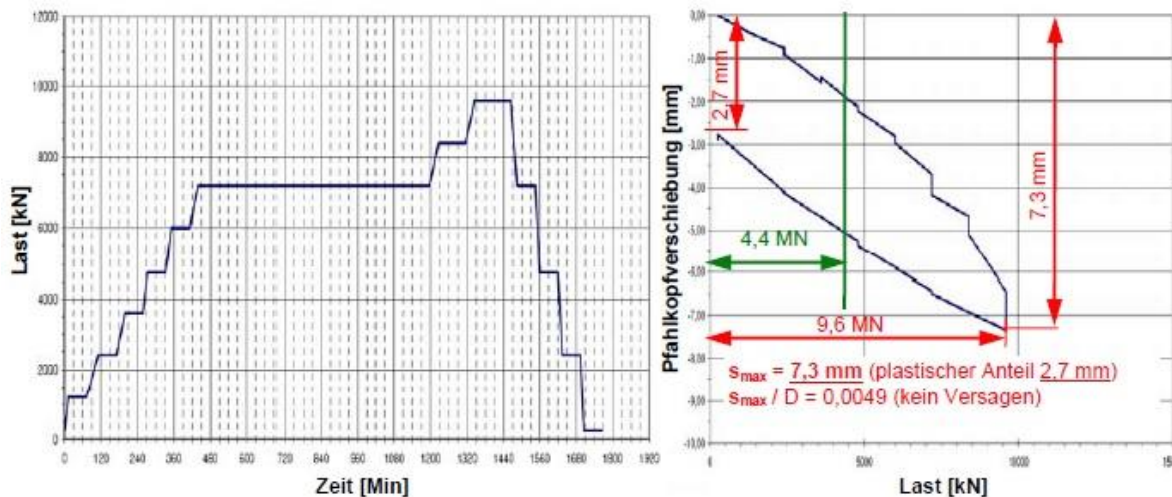 12000
10000
8000
6000
4000
2000
0
Last [kN]
0 120 240 360 480 600 720 840 960 1080 1200 1320 1440 1560 1680 1800 1920
Zeit [Min]
0,00
-1,00
-2,00
-3,00
-4,00
-5,00
-6,00
-7,00
-8,00
-9,00
-10,00
Pfahlkopfverschiebung [mm]
2,7 mm
7,3 mm
4,4 MN
9,6 MN
smax = 7,3 mm (plastischer Anteil 2,7 mm)
smax / D = 0,0049 (kein Versagen)
0 5000 10000 1500
Last [kN]